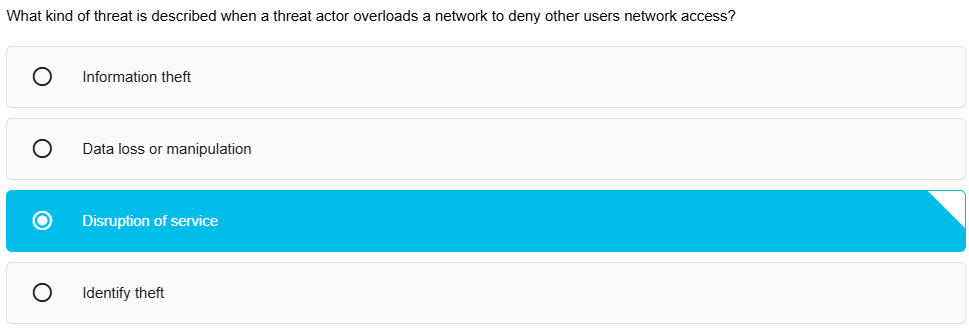 What kind of threat is described when a threat actor overloads a network to deny other users network access?
Information theft
Data loss or manipulation
Disruption of service
Identify theft